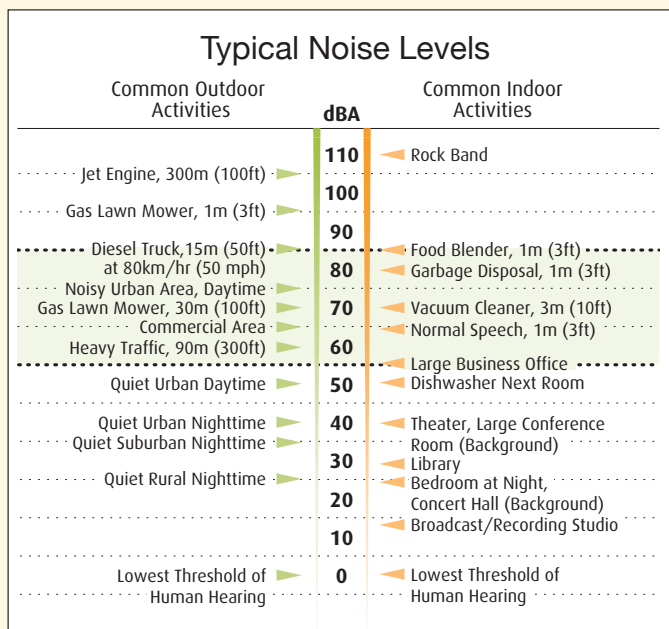 Typical Noise Levels
Common Outdoor
Activities
dBA
Common Indoor
Activities
110
Rock Band
Jet Engine, 300m (100ft)
100
Gas Lawn Mower, 1m (3ft)
90
Diesel Truck,15m (50ft)
at 80km/hr (50 mph)
Food Blender, 1m (3ft)
80
Garbage Disposal, 1m (3ft)
Noisy Urban Area, Daytime
Gas Lawn Mower, 30m (100ft)
70
Vacuum Cleaner, 3m (10ft)
Commercial Area
Normal Speech, 1m (3ft)
Heavy Traffic, 90m (300ft)
60
Large Business Office
Quiet Urban Daytime
50
Dishwasher Next Room
Quiet Urban Nighttime
40
Theater, Large Conference
Room (Background)
Quiet Suburban Nighttime
30
Library
Quiet Rural Nighttime
Bedroom at Night,
Concert Hall (Background)
20
Broadcast/Recording Studio
10
Lowest Threshold of
Human Hearing
0
Lowest Threshold of
Human Hearing